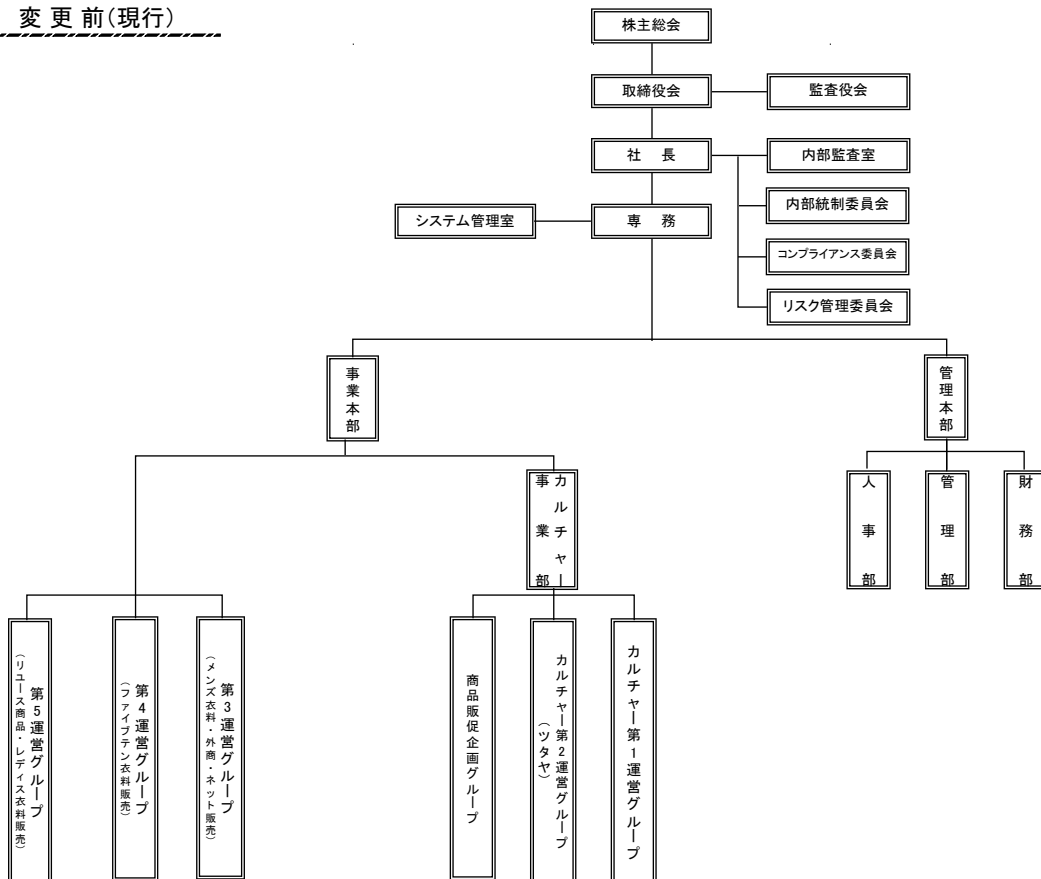 変更前(現行)
株主総会
取締役会
監査役会
社　長
内部監査室
内部統制委員会
システム管理室
専　務
コンプライアンス委員会
リスク管理委員会
事業本部
管理本部
カルチャー
事業部
人事部
管理部
財務部
第5運営グループ
(リユース商品・レディス衣料販売)
第4運営グループ
(ファイブテン衣料販売)
第3運営グループ
(メンズ衣料・外商・ネット販売)
商品販促企画グループ
カルチャー第2運営グループ
(ツタヤ)
カルチャー第1運営グループ